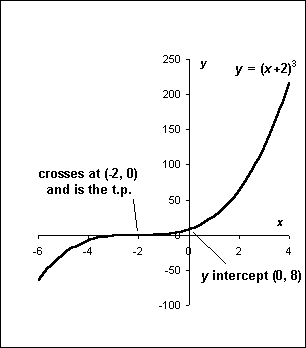 250
y
y = (x+2)³
200
150
crosses at (-2, 0)
and is the t.p.
100
50
x
0
-6 -4 -2 0 2 4
-50
y intercept (0, 8)
-100